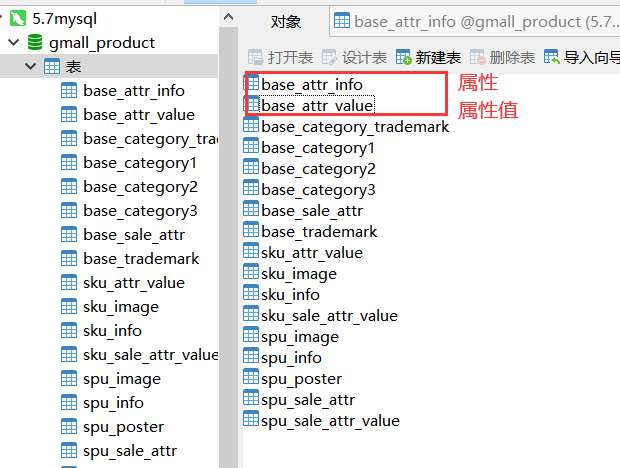 5.7mysql
gmall_product
表
base_attr_info
base_attr_value
base_category_tra
base_category1
base_category2
base_category3
base_sale_attr
base_trademark
sku_attr_value
sku_image
sku_info
sku_sale_attr_value
spu_image
spu_info
spu_poster
spu_sale_attr
对象
base_attr_info @gmall_product (5.7...
打开表
设计表
新建表
删除表
导入向导
base_attr_info 属性
base_attr_value 属性值
base_category_trademark
base_category1
base_category2
base_category3
base_sale_attr
base_trademark
sku_attr_value
sku_image
sku_info
sku_sale_attr_value
spu_image
spu_info
spu_poster
spu_sale_attr
spu_sale_attr_value